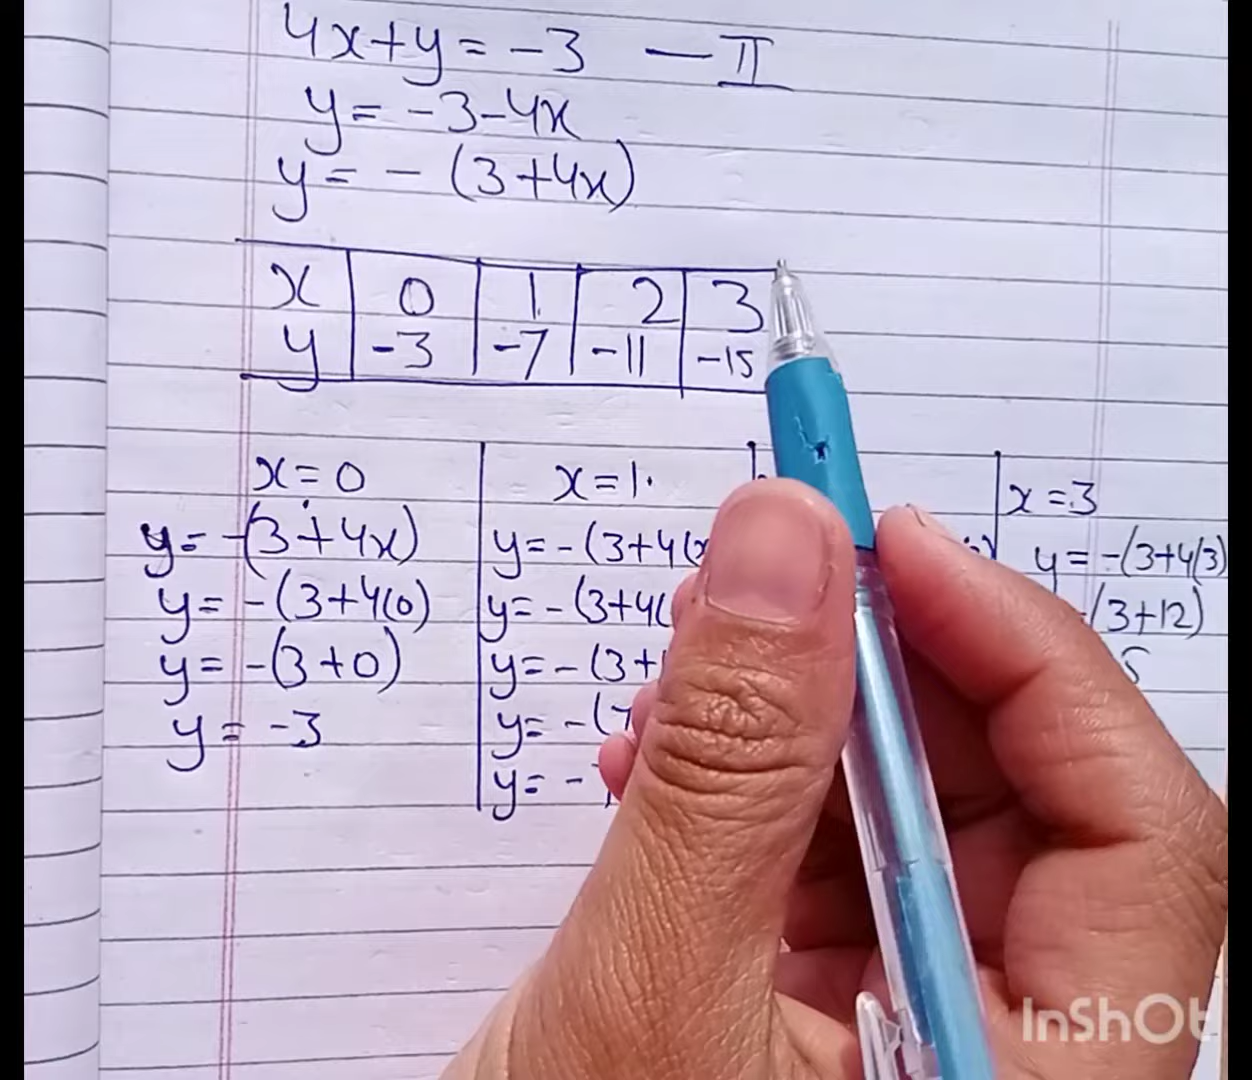 4x+y = -3 — II
y = -3-4x
y = - (3+4x)
x 0 1 2 3
y -3 -7 -11 -15
x = 0
y = -(3+4x)
y = -(3+4(0)
y = -(3+0)
y = -3
x = 1
y = -(3+4(x
y = -(3+4(
y = -(3+
y = -(7
y = -
x = 3
y = -(3+4(3)
(3+12)
InShot